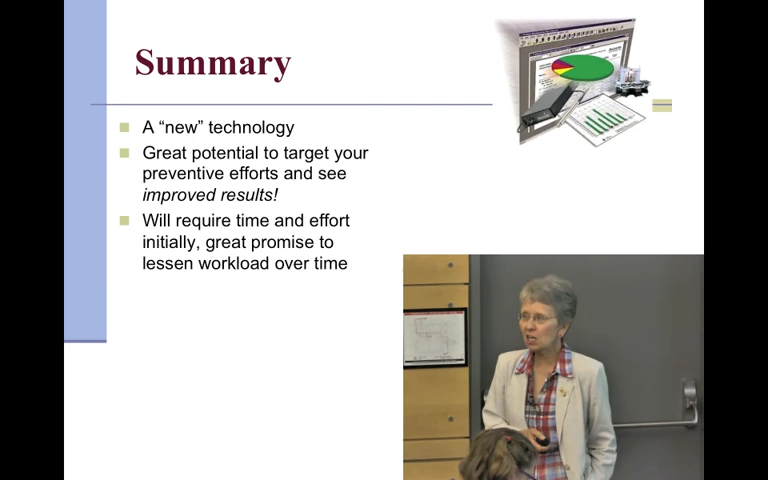 Summary
A “new” technology
Great potential to target your
preventive efforts and see
improved results!
Will require time and effort
initially, great promise to
lessen workload over time